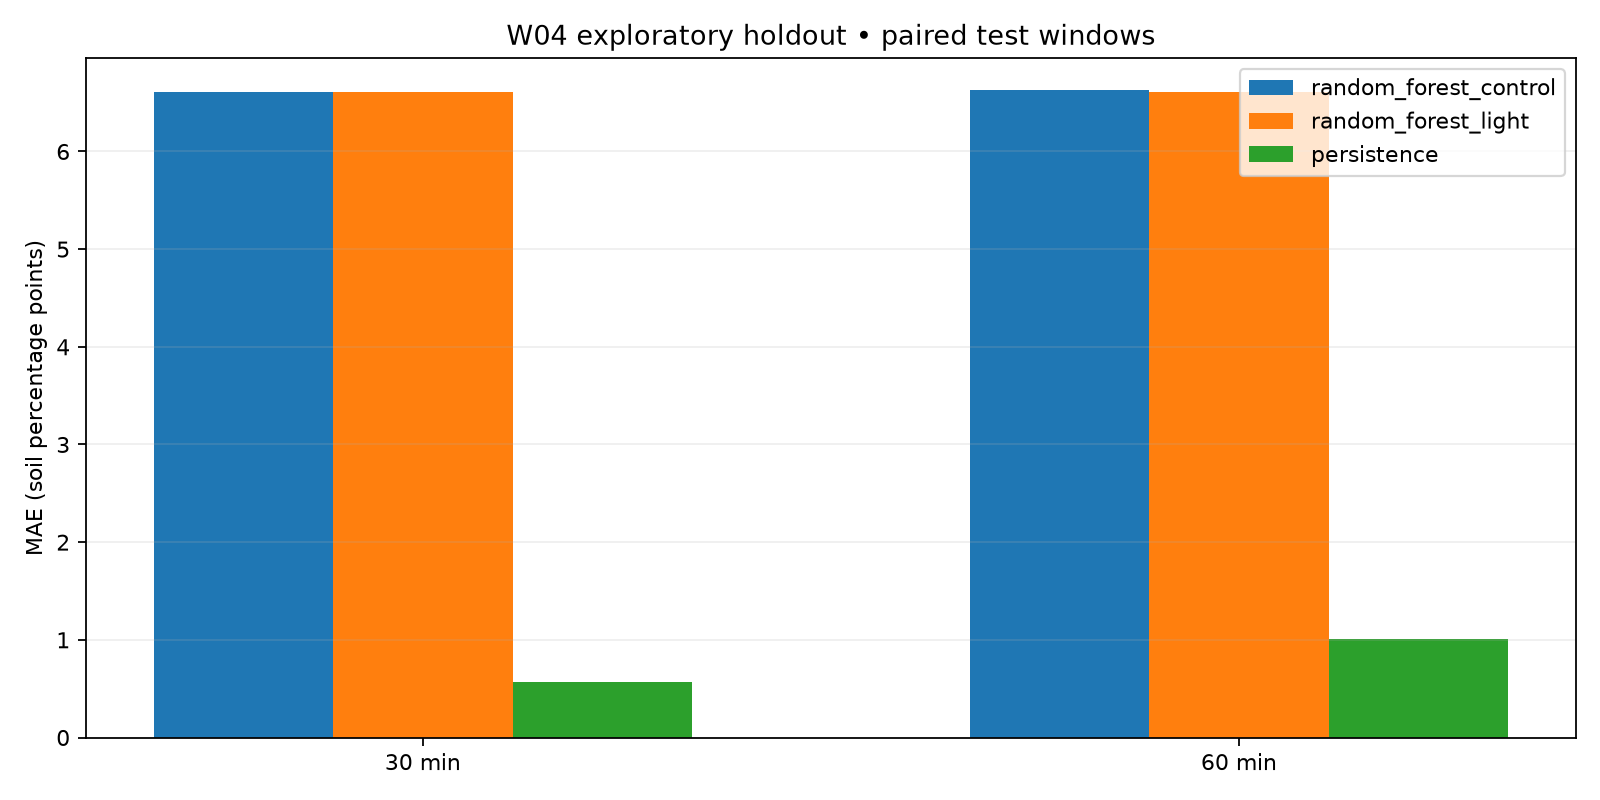 W04 exploratory holdout • paired test windows
random_forest_control
random_forest_light
persistence
MAE (soil percentage points)
6
5
4
3
2
1
0
30 min
60 min